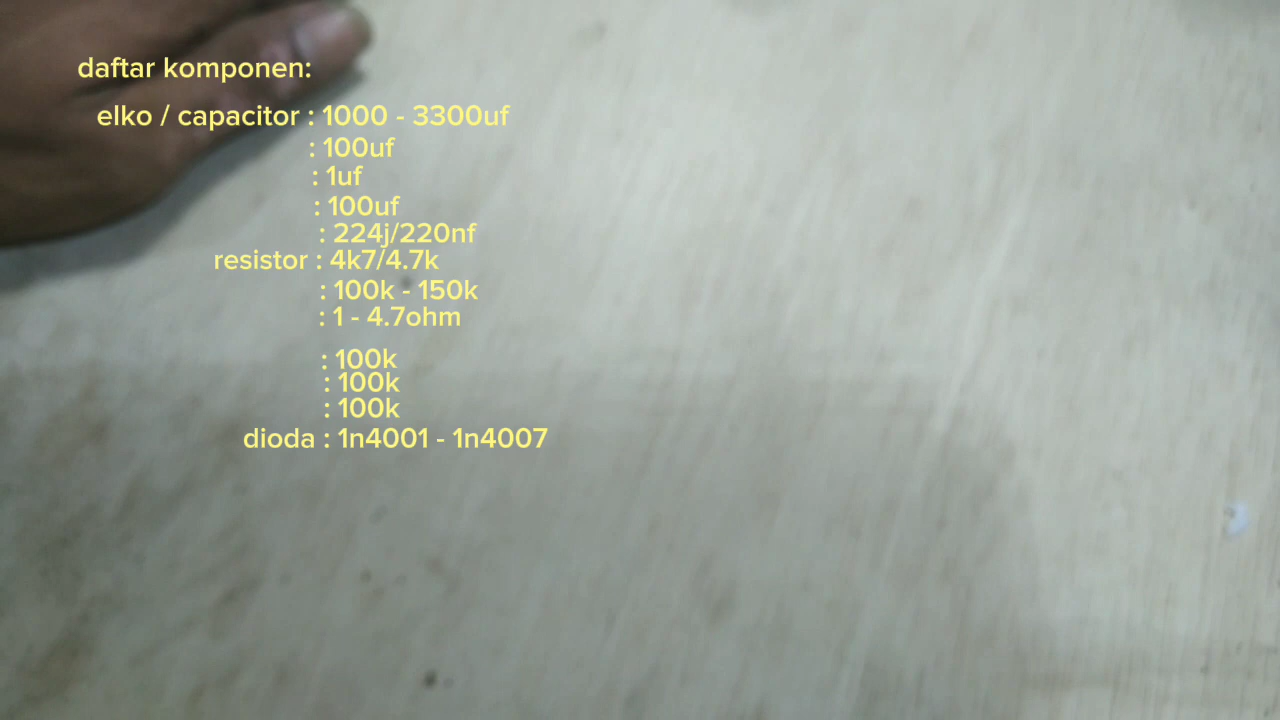 daftar komponen:
elko / capacitor : 1000 - 3300uf
: 100uf
: 1uf
: 100uf
: 224j/220nf
resistor : 4k7/4.7k
: 100k - 150k
: 1 - 4.7ohm
: 100k
: 100k
: 100k
dioda : 1n4001 - 1n4007